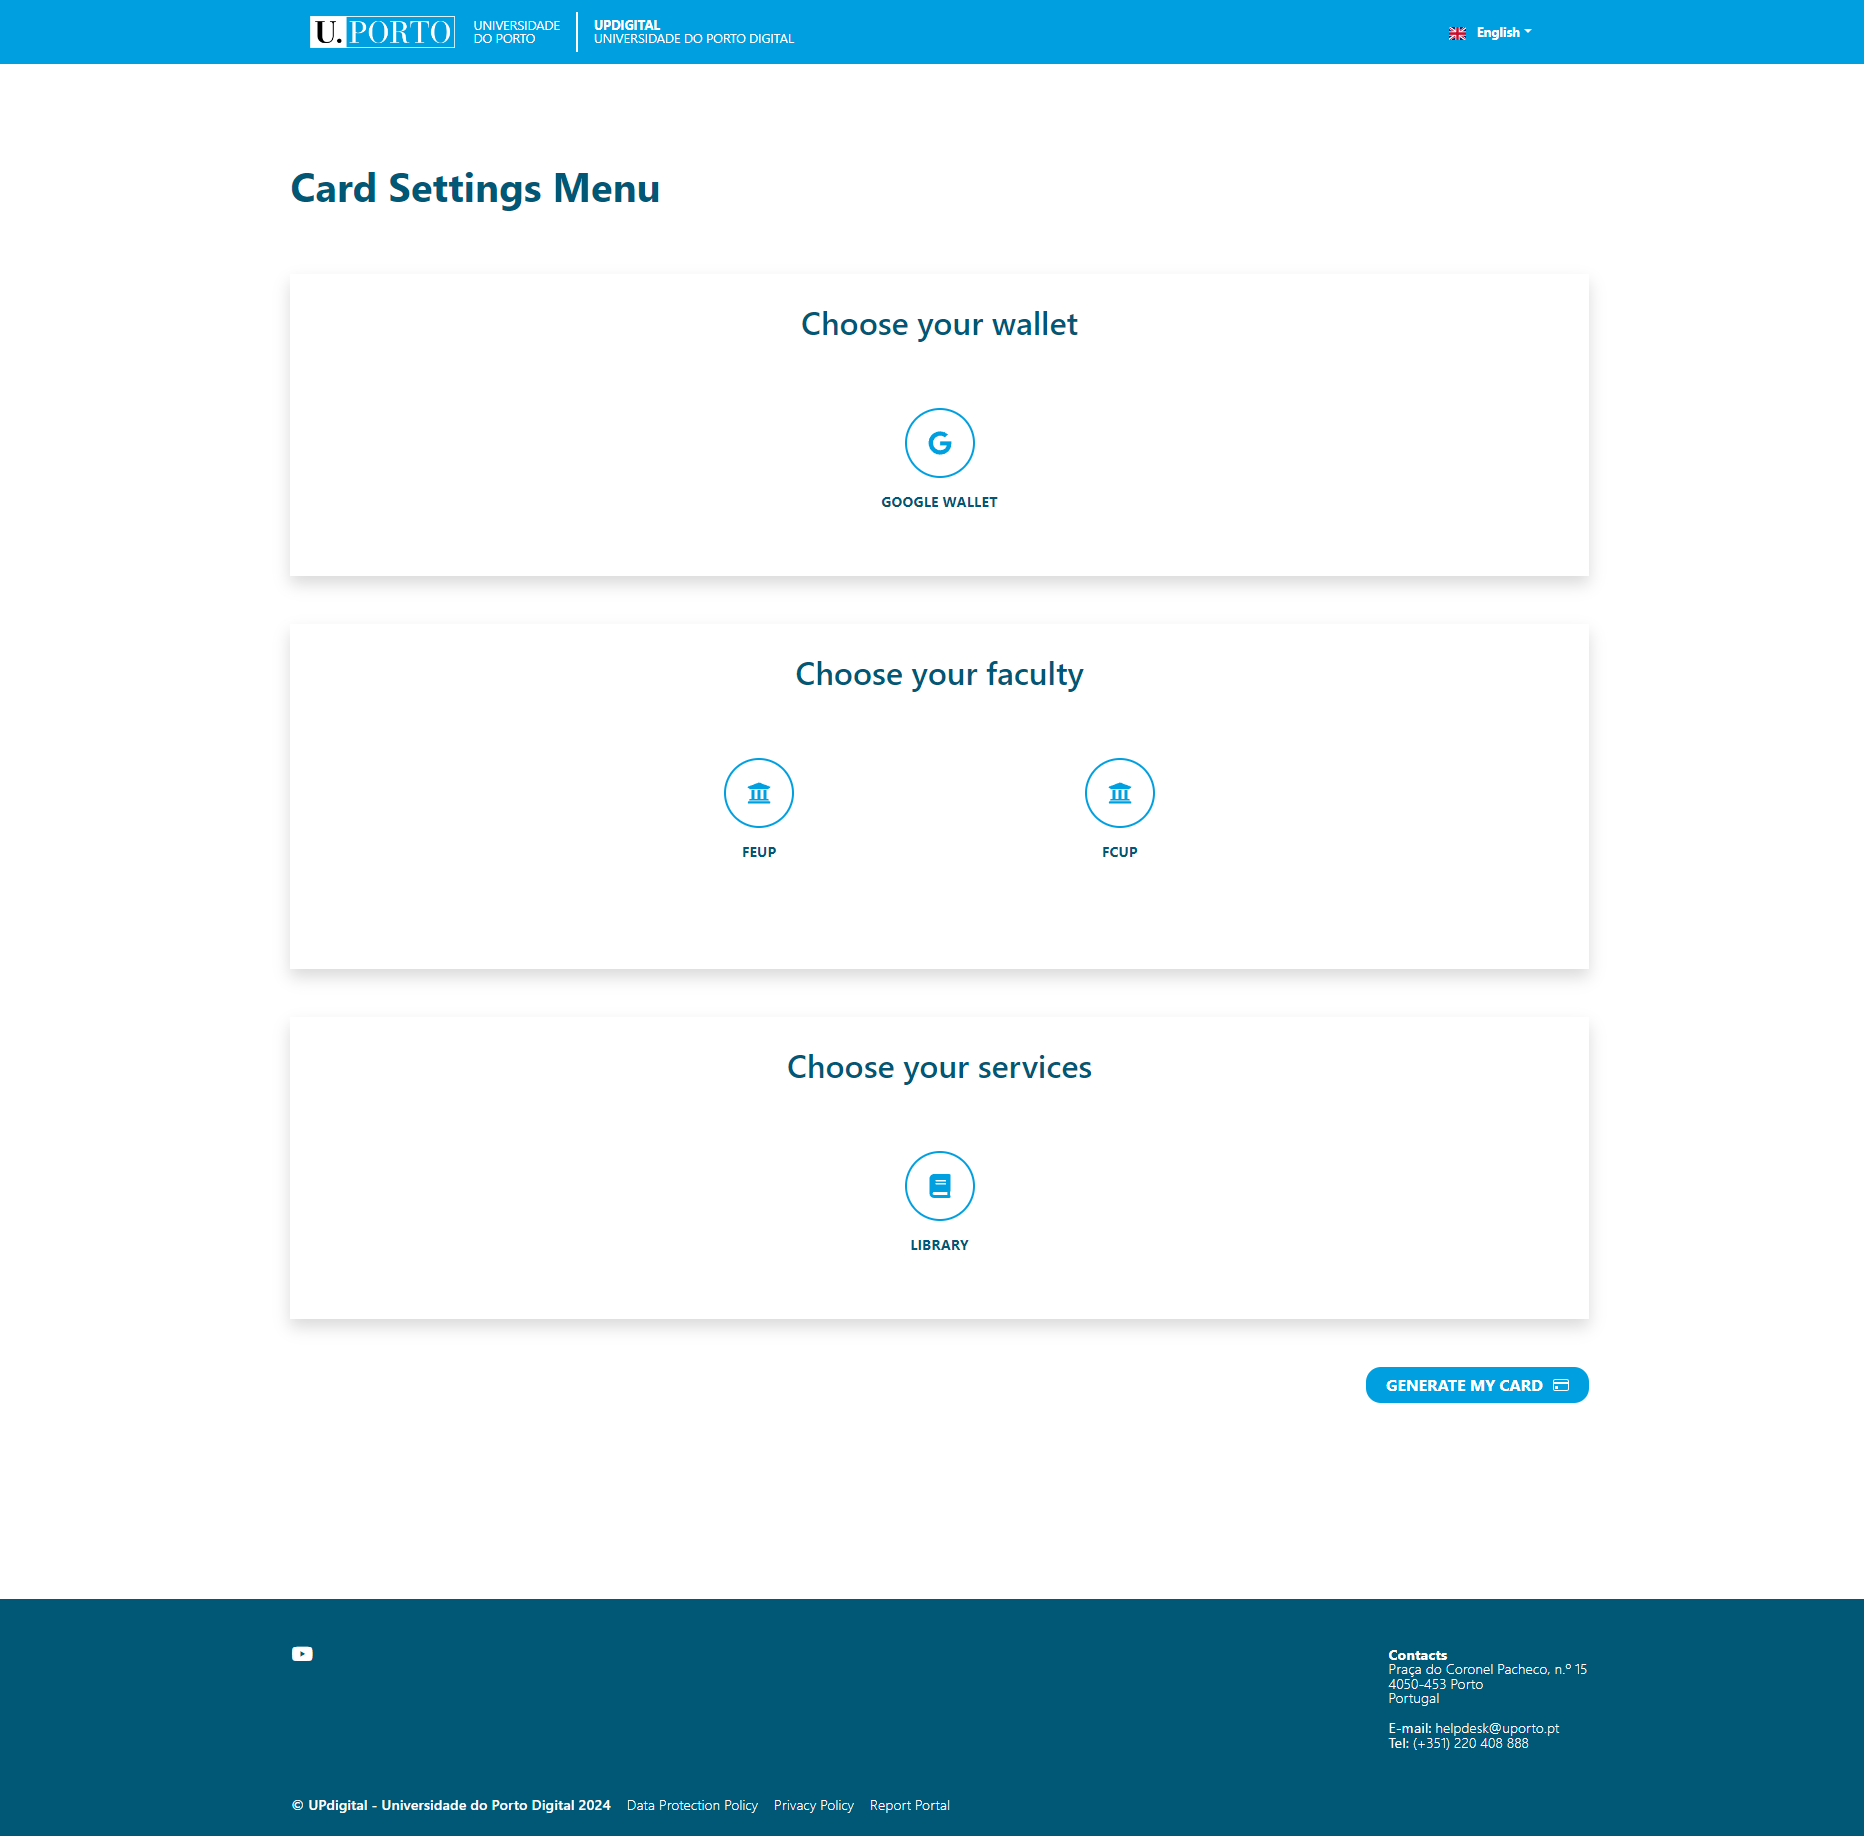 U.PORTO
UNIVERSIDADE
DO PORTO
UPDIGITAL
UNIVERSIDADE DO PORTO DIGITAL
English
Card Settings Menu
Choose your wallet
GOOGLE WALLET
Choose your faculty
FEUP
FCUP
Choose your services
LIBRARY
GENERATE MY CARD
Contacts
Praça do Coronel Pacheco, n.º 15
4050-453 Porto
Portugal
E-mail: helpdesk@uporto.pt
Tel: (+351) 220 408 888
© UPdigital - Universidade do Porto Digital 2024 Data Protection Policy Privacy Policy Report Portal